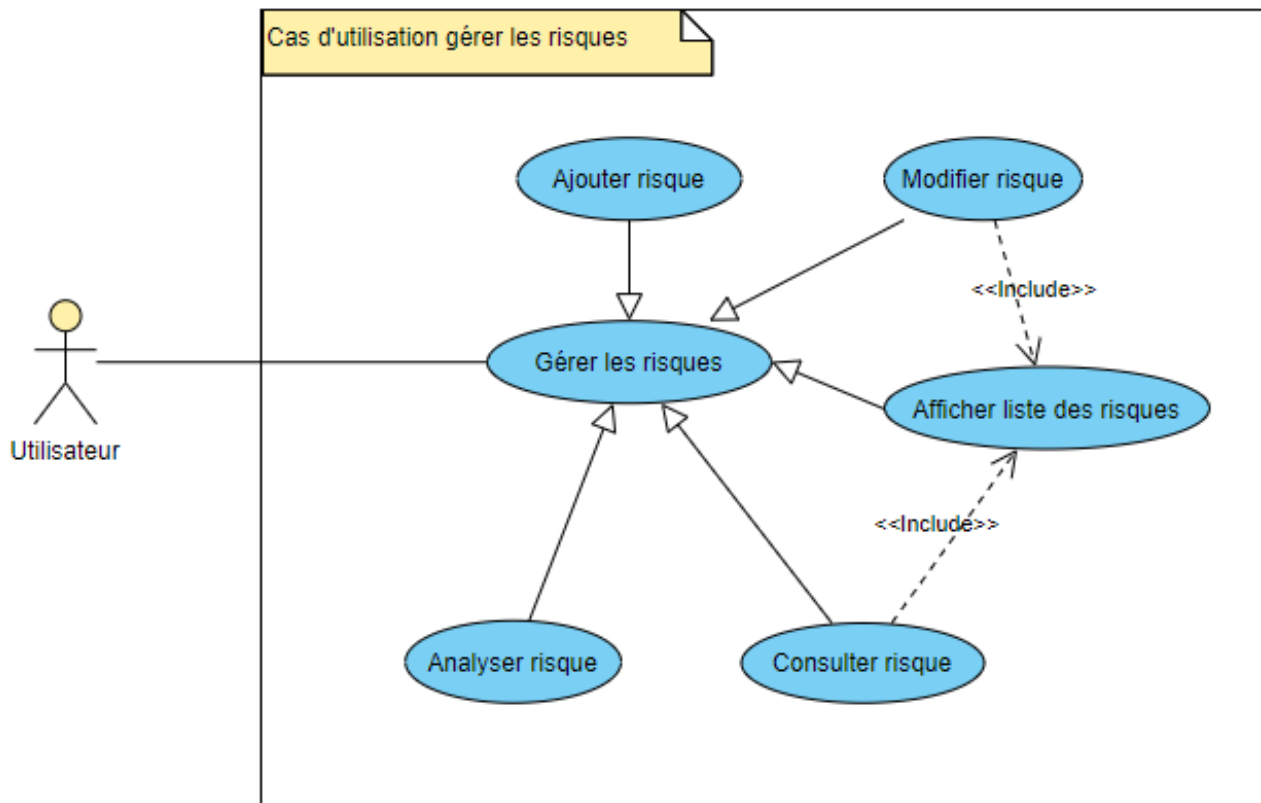 Cas d'utilisation gérer les risques
Ajouter risque
Modifier risque
<<Include>>
Gérer les risques
Afficher liste des risques
Utilisateur
<<Include>>
Analyser risque
Consulter risque